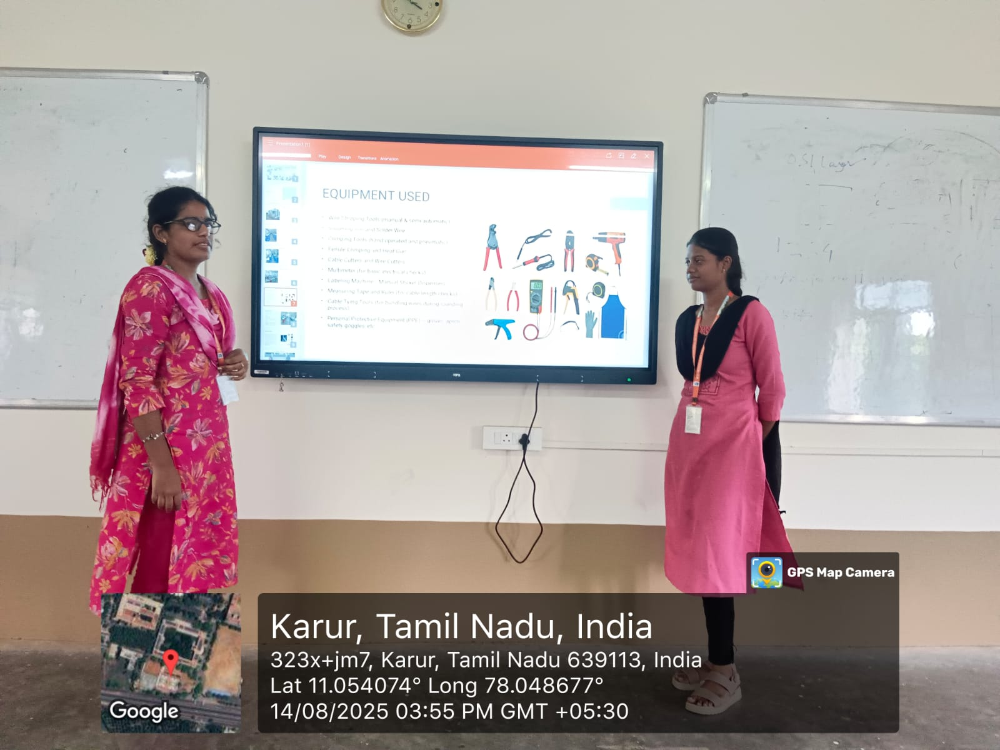 Presentation1 (1)
Play Design Transitions Animation
EQUIPMENT USED
Wire Stripping Tools (manual & semi-automatic)
Soldering Iron and Solder Wire
Crimping Tools (hand operated and pneumatic)
Ferrule Crimping and Heat Gun
Cable Cutters and Wire Cutters
Multimeter (for basic electrical checks)
Labeling Machine / Manual Sticker Dispensers
Measuring Tape and Ruler (for cable length checks)
Cable Tying Tools (for bundling wires during
process)
Personal Protective Equipment (PPE) – gloves, apron,
safety goggles, etc.
OSI Layer
GPS Map Camera
Karur, Tamil Nadu, India
323x+jm7, Karur, Tamil Nadu 639113, India
Lat 11.054074° Long 78.048677°
14/08/2025 03:55 PM GMT +05:30
Google